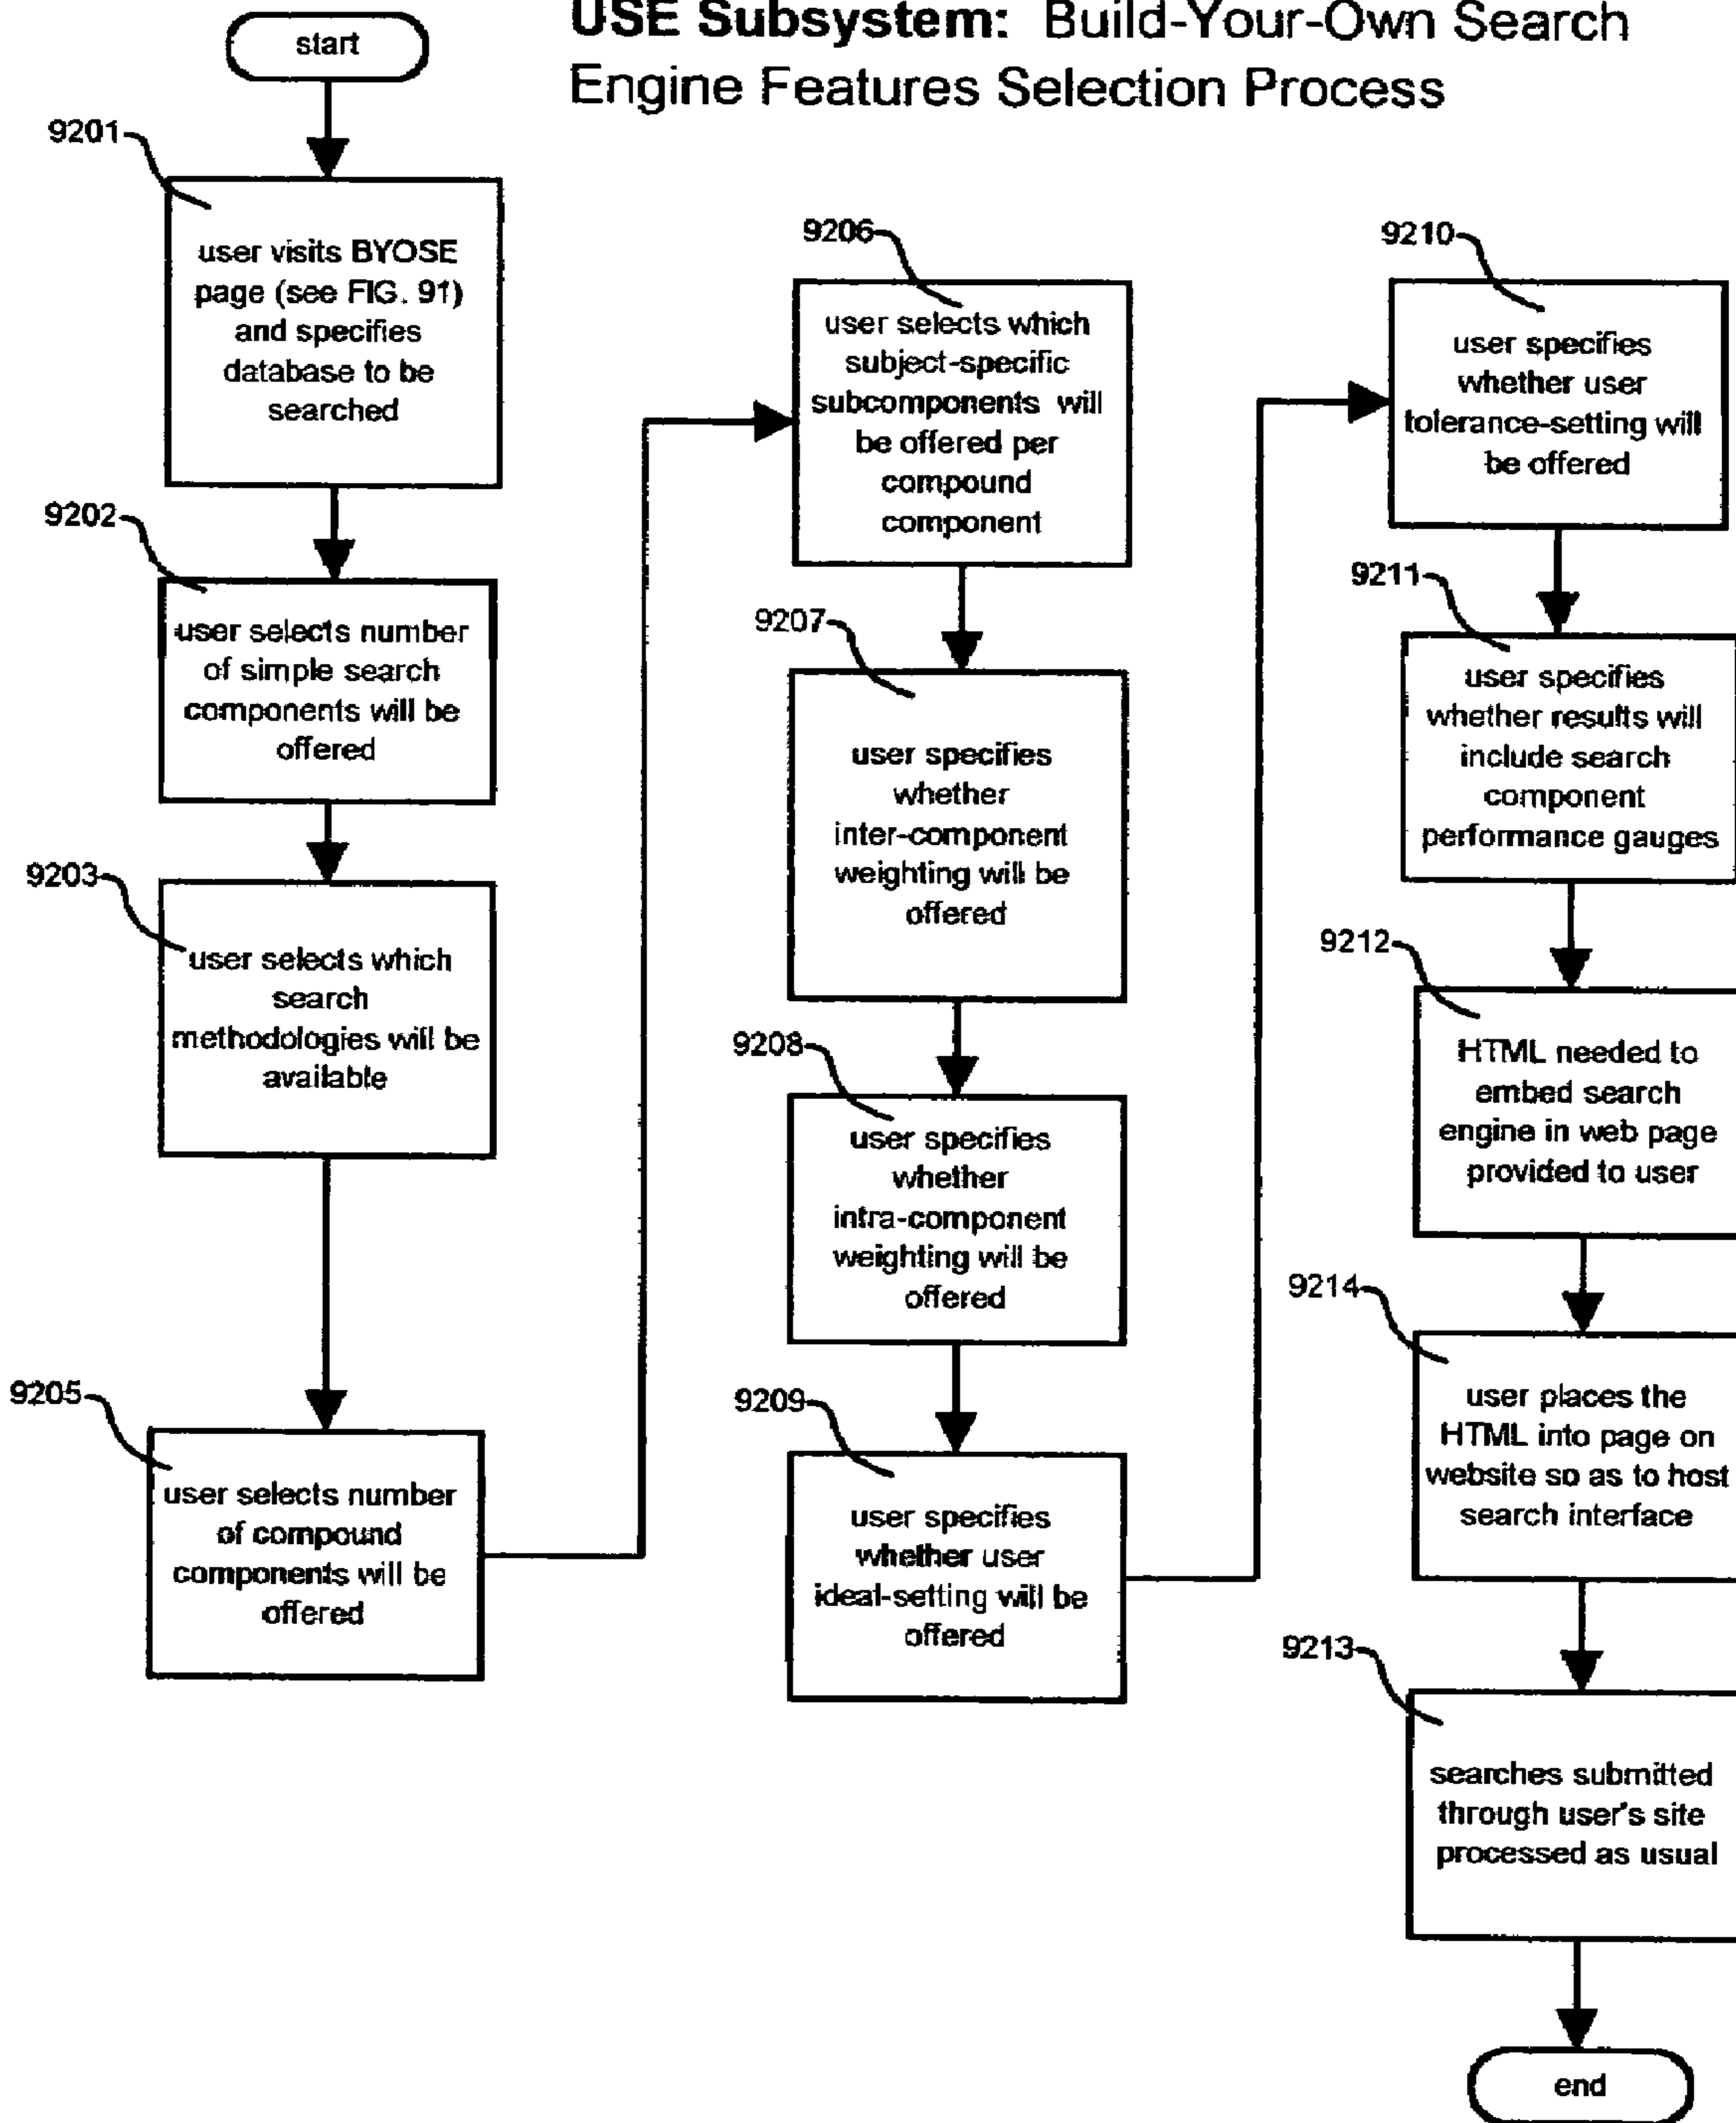 start
USE Subsystem: Build-Your-Own Search
Engine Features Selection Process
9201
user visits BYOSE
page (see FIG. 91)
and specifies
database to be
searched
9202
user selects number
of simple search
components will be
offered
9203
user selects which
search
methodologies will be
available
9205
user selects number
of compound
components will be
offered
9206
user selects which
subject-specific
subcomponents will
be offered per
compound
component
9207
user specifies
whether
inter-component
weighting will be
offered
9208
user specifies
whether
intra-component
weighting will be
offered
9209
user specifies
whether user
ideal-setting will be
offered
9210
user specifies
whether user
tolerance-setting will
be offered
9211
user specifies
whether results will
include search
component
performance gauges
9212
HTML needed to
embed search
engine in web page
provided to user
9214
user places the
HTML into page on
website so as to host
search interface
9213
searches submitted
through user's site
processed as usual
end